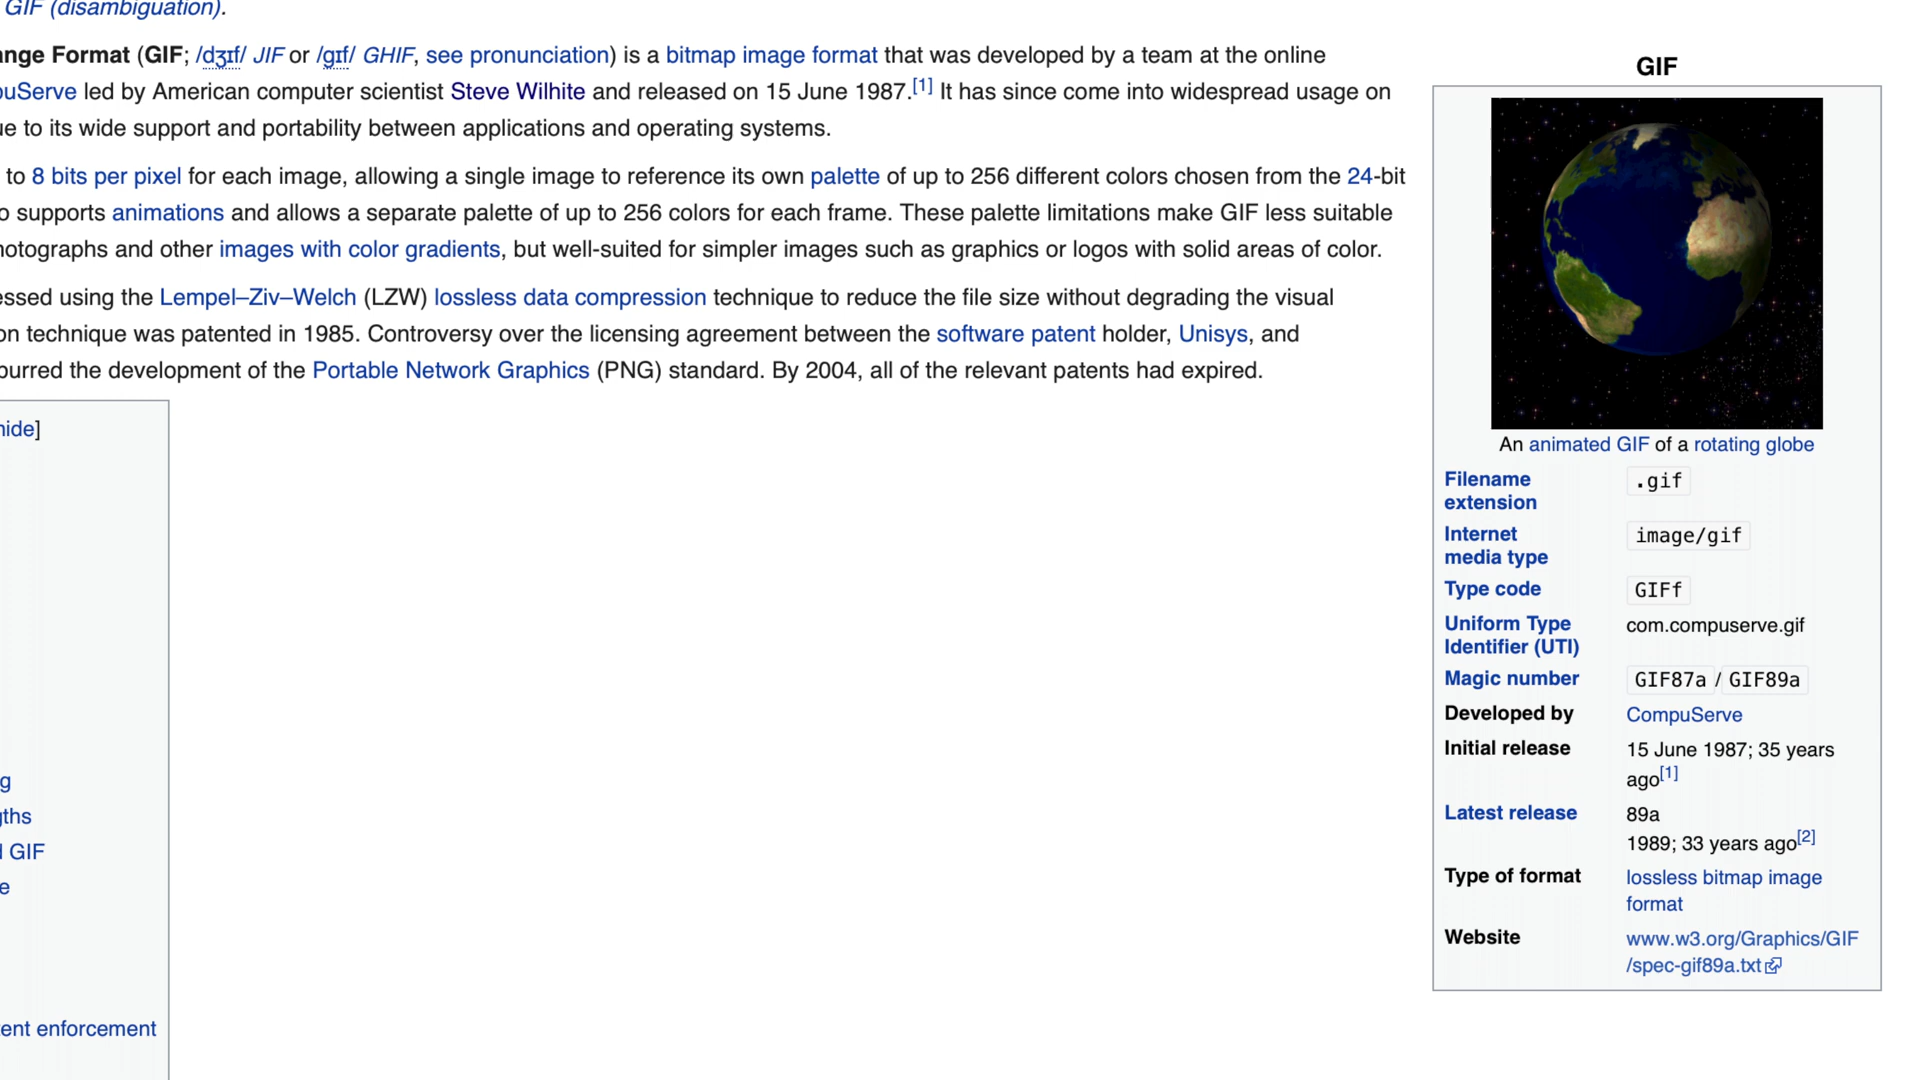 GIF (disambiguation).
ange Format (GIF; /dʒɪf/ JIF or /ɡɪf/ GHIF, see pronunciation) is a bitmap image format that was developed by a team at the online
puServe led by American computer scientist Steve Wilhite and released on 15 June 1987.[1] It has since come into widespread usage on
ue to its wide support and portability between applications and operating systems.
to 8 bits per pixel for each image, allowing a single image to reference its own palette of up to 256 different colors chosen from the 24-bit
o supports animations and allows a separate palette of up to 256 colors for each frame. These palette limitations make GIF less suitable
hotographs and other images with color gradients, but well-suited for simpler images such as graphics or logos with solid areas of color.
essed using the Lempel–Ziv–Welch (LZW) lossless data compression technique to reduce the file size without degrading the visual
on technique was patented in 1985. Controversy over the licensing agreement between the software patent holder, Unisys, and
purred the development of the Portable Network Graphics (PNG) standard. By 2004, all of the relevant patents had expired.
hide]
g
gths
d GIF
e
tent enforcement
GIF
An animated GIF of a rotating globe
Filename
extension
.gif
Internet
media type
image/gif
Type code
GIFf
Uniform Type
Identifier (UTI)
com.compuserve.gif
Magic number
GIF87a / GIF89a
Developed by
CompuServe
Initial release
15 June 1987; 35 years
ago[1]
Latest release
89a
1989; 33 years ago[2]
Type of format
lossless bitmap image
format
Website
www.w3.org/Graphics/GIF
/spec-gif89a.txt